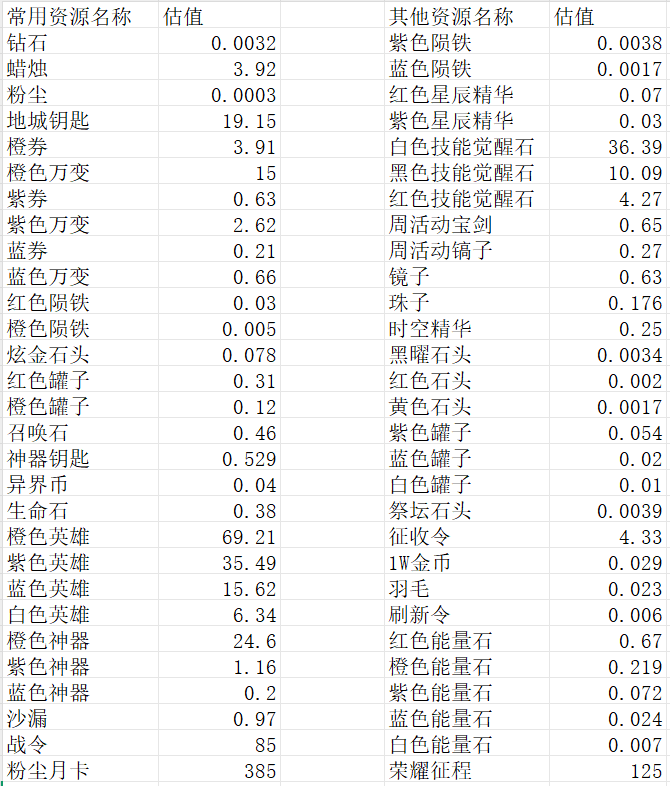 常用资源名称 估值 其他资源名称 估值
钻石 0.0032 紫色陨铁 0.0038
蜡烛 3.92 蓝色陨铁 0.0017
粉尘 0.0003 红色星辰精华 0.07
地城钥匙 19.15 紫色星辰精华 0.03
橙券 3.91 白色技能觉醒石 36.39
橙色万变 15 黑色技能觉醒石 10.09
紫券 0.63 红色技能觉醒石 4.27
紫色万变 2.62 周活动宝剑 0.65
蓝券 0.21 周活动镐子 0.27
蓝色万变 0.66 镜子 0.63
红色陨铁 0.03 珠子 0.176
橙色陨铁 0.005 时空精华 0.25
炫金石头 0.078 黑曜石头 0.0034
红色罐子 0.31 红色石头 0.002
橙色罐子 0.12 黄色石头 0.0017
召唤石 0.46 紫色罐子 0.054
神器钥匙 0.529 蓝色罐子 0.02
异界币 0.04 白色罐子 0.01
生命石 0.38 祭坛石头 0.0039
橙色英雄 69.21 征收令 4.33
紫色英雄 35.49 1W金币 0.029
蓝色英雄 15.62 羽毛 0.023
白色英雄 6.34 刷新令 0.006
橙色神器 24.6 红色能量石 0.67
紫色神器 1.16 橙色能量石 0.219
蓝色神器 0.2 紫色能量石 0.072
沙漏 0.97 蓝色能量石 0.024
战令 85 白色能量石 0.007
粉尘月卡 385 荣耀征程 125